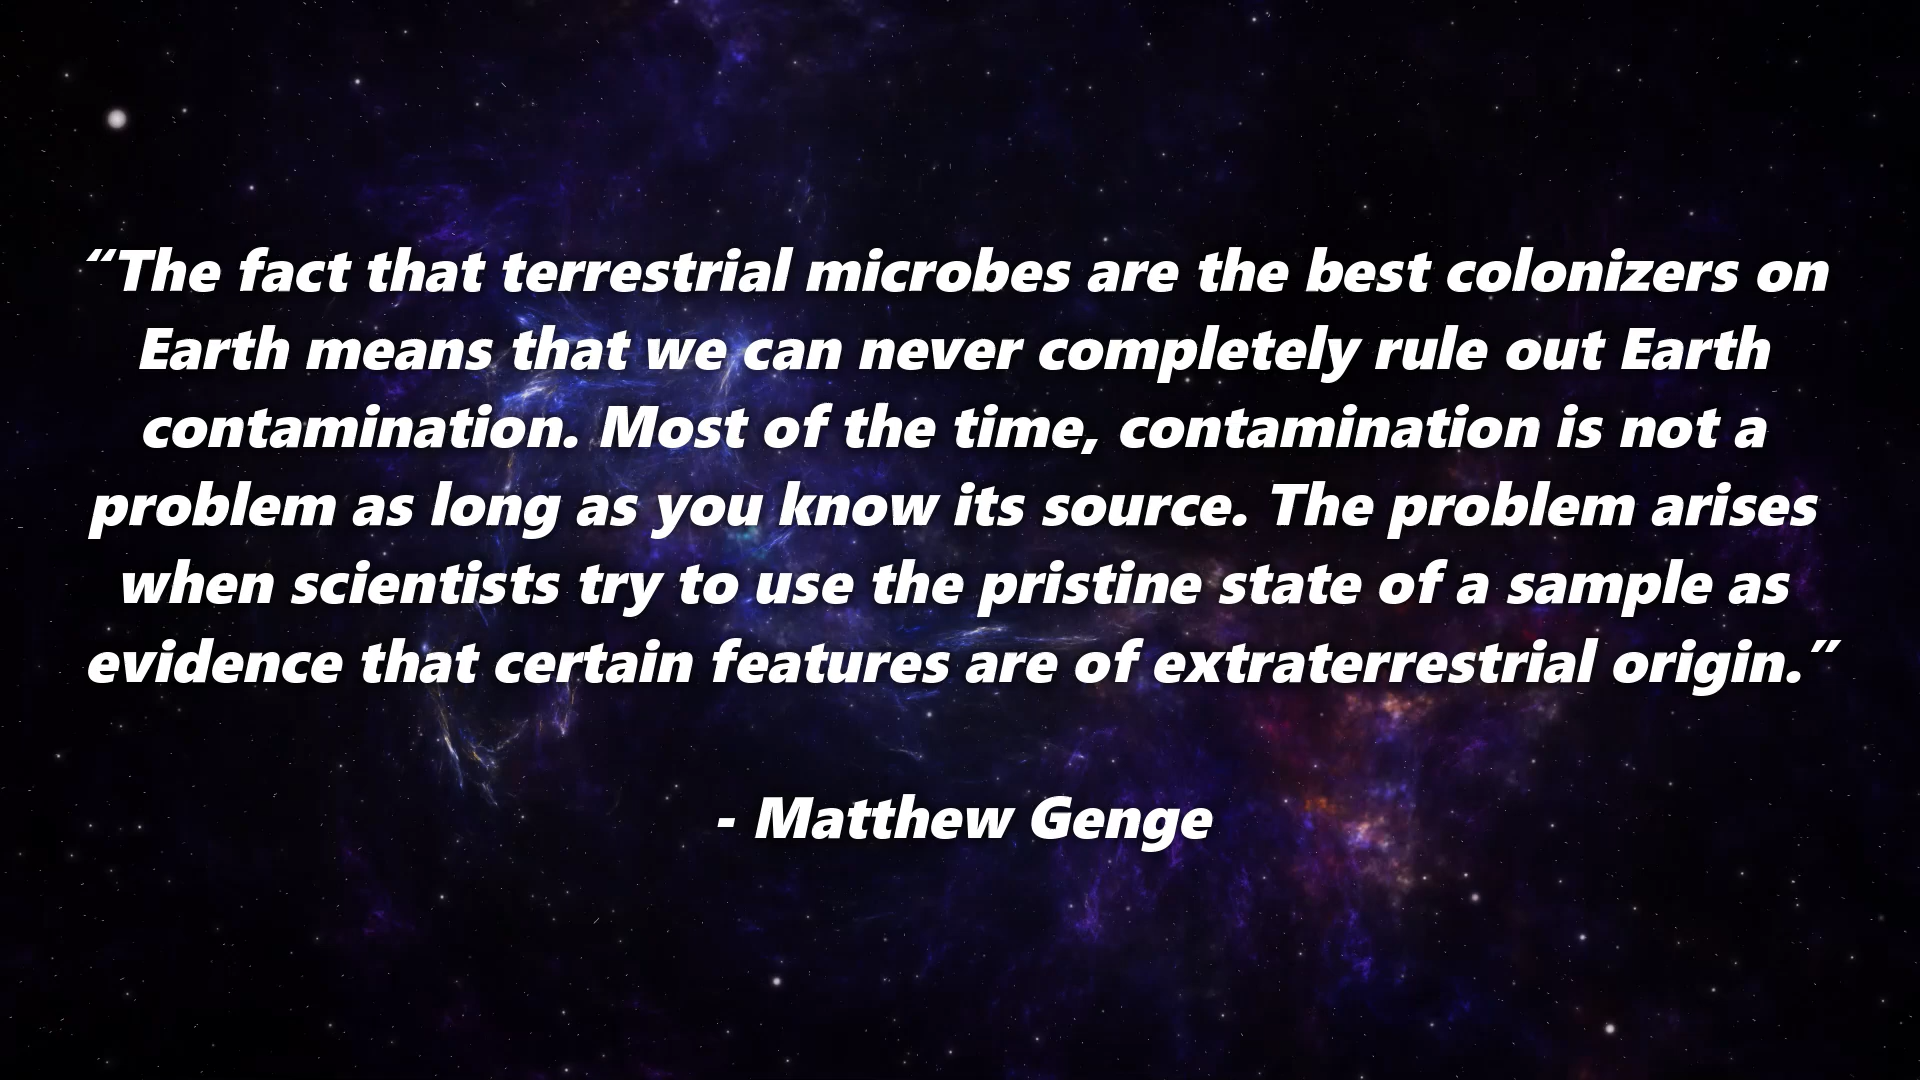 “The fact that terrestrial microbes are the best colonizers on
Earth means that we can never completely rule out Earth
contamination. Most of the time, contamination is not a
problem as long as you know its source. The problem arises
when scientists try to use the pristine state of a sample as
evidence that certain features are of extraterrestrial origin.”
- Matthew Genge